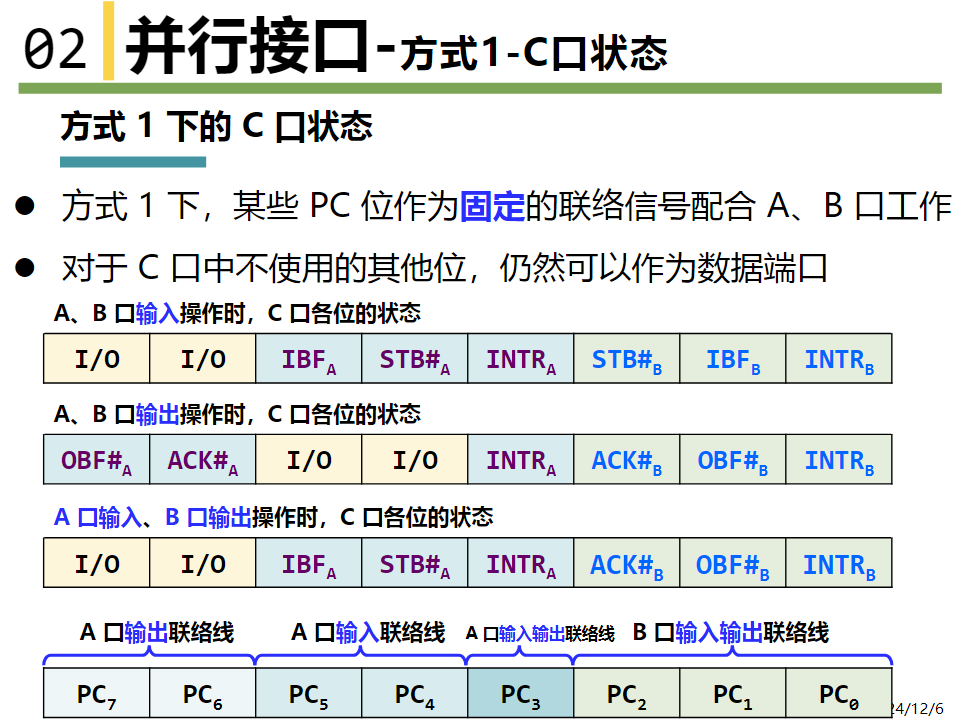 02 并行接口-方式1-C口状态
方式 1 下的 C 口状态
● 方式 1 下，某些 PC 位作为固定的联络信号配合 A、B 口工作
● 对于 C 口中不使用的其他位，仍然可以作为数据端口
A、B 口输入操作时，C 口各位的状态
I/O I/O IBFA STB#A INTRA STB#B IBFB INTRB
A、B 口输出操作时，C 口各位的状态
OBF#A ACK#A I/O I/O INTRA ACK#B OBF#B INTRB
A 口输入、B 口输出操作时，C 口各位的状态
I/O I/O IBFA STB#A INTRA ACK#B OBF#B INTRB
A 口输出联络线 A 口输入联络线 A 口输入输出联络线 B 口输入输出联络线
PC7 PC6 PC5 PC4 PC3 PC2 PC1 PC0
24/12/6